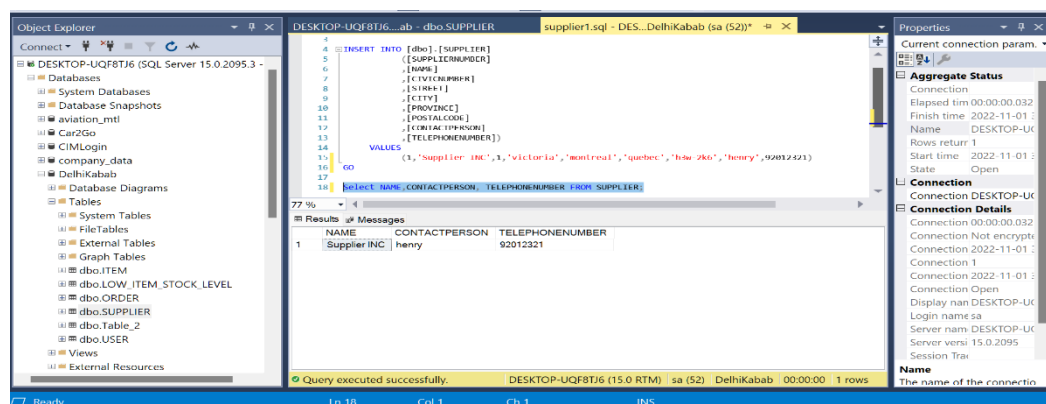 Object Explorer
Connect
DESKTOP-UQF8TJ6 (SQL Server 15.0.2095.3 -
Databases
System Databases
Database Snapshots
aviation_mtl
Car2Go
CIMLogin
company_data
DelhiKabab
Database Diagrams
Tables
System Tables
FileTables
External Tables
Graph Tables
dbo.ITEM
dbo.LOW_ITEM_STOCK_LEVEL
dbo.ORDER
dbo.SUPPLIER
dbo.Table_2
dbo.USER
Views
External Resources
DESKTOP-UQF8TJ6....ab - dbo.SUPPLIER
supplier1.sql - DES...DelhiKabab (sa (52))*
3
4 INSERT INTO [dbo].[SUPPLIER]
5 ([SUPPLIERNUMBER]
6 ,[NAME]
7 ,[CIVICNUMBER]
8 ,[STREET]
9 ,[CITY]
10 ,[PROVINCE]
11 ,[POSTALCODE]
12 ,[CONTACTPERSON]
13 ,[TELEPHONENUMBER])
14 VALUES
15 (1,'Supplier INC',1,'victoria','montreal','quebec','h3w-2k6','henry',92012321)
16 GO
17
18 Select NAME,CONTACTPERSON, TELEPHONENUMBER FROM SUPPLIER;
77 %
Results Messages
NAME CONTACTPERSON TELEPHONENUMBER
1 Supplier INC henry 92012321
Query executed successfully. DESKTOP-UQF8TJ6 (15.0 RTM) sa (52) DelhiKabab 00:00:00 1 rows
Properties
Current connection param.
Aggregate Status
Connection
Elapsed tim 00:00:00.032
Finish time 2022-11-01
Name DESKTOP-UQ
Rows returr 1
Start time 2022-11-01
State Open
Connection
Connection DESKTOP-UQ
Connection Details
Connection 00:00:00.032
Connection Not encrypte
Connection 2022-11-01
Connection 1
Connection 2022-11-01
Connection Open
Display nan DESKTOP-UQ
Login name sa
Server nam DESKTOP-UQ
Server versi 15.0.2095
Session Trac
Name
The name of the connectio
Ready Ln 18 Col 1 Ch 1 INS